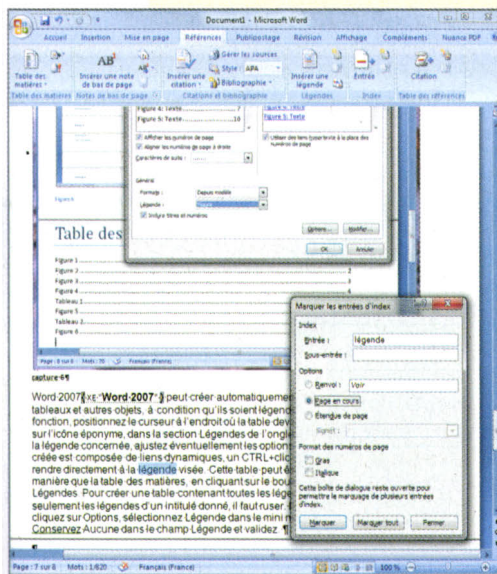 Document1 - Microsoft Word
Accueil Insertion Mise en page Références Publipostage Révision Affichage Compléments Nuance PDF
Table des matières
AB¹
Insérer une note de bas de page
Insérer une citation
Gérer les sources
Style : APA
Bibliographie
Insérer une légende
Entrée
Citation
Table des matières Notes de bas de page Citations et bibliographie Légendes Index Table des références
Figure 4: Texte 7
Figure 5: Texte 10
Figure 5: Texte
Afficher les numéros de page
Aligner les numéros de page à droite
Caractères de suite : ......
Utiliser des liens hypertexte à la place des numéros de page
Général
Formats : Depuis modèle
Légende : Figure
Inclure titres et numéros
Options... Modifier...
OK Annuler
Table des
Figure 1
Figure 2
Figure 3
Figure 4
Tableau 1
Figure 5
Tableau 2
Figure 6
Page : 8 sur 8 Mots : 70 Français (France)
capture·6¶
Marquer les entrées d'index
Index
Entrée : légende
Sous-entrée :
Options
Renvoi : Voir
Page en cours
Étendue de page
Signet :
Format des numéros de page
Gras
Italique
Cette boîte de dialogue reste ouverte pour permettre le marquage de plusieurs entrées d'index.
Marquer Marquer tout Fermer
Word·2007{·XE·"Word·2007"·} peut créer automatiquement
tableaux et autres objets, à condition qu'ils soient légend
fonction, positionnez le curseur à l'endroit où la table dev
sur l'icône éponyme, dans la section Légendes de l'ongle
la légende concernée, ajustez éventuellement les options
créée est composée de liens dynamiques, un CTRL+clic
rendre directement à la légende visée. Cette table peut êt
manière que la table des matières, en cliquant sur le bou
Légendes. Pour créer une table contenant toutes les lége
seulement les légendes d'un intitulé donné, il faut ruser.
cliquez sur Options, sélectionnez Légende dans le mini m
Conservez Aucune dans le champ Légende et validez. ¶
Page : 7 sur 8 Mots : 1/620 Français (France) 100 %